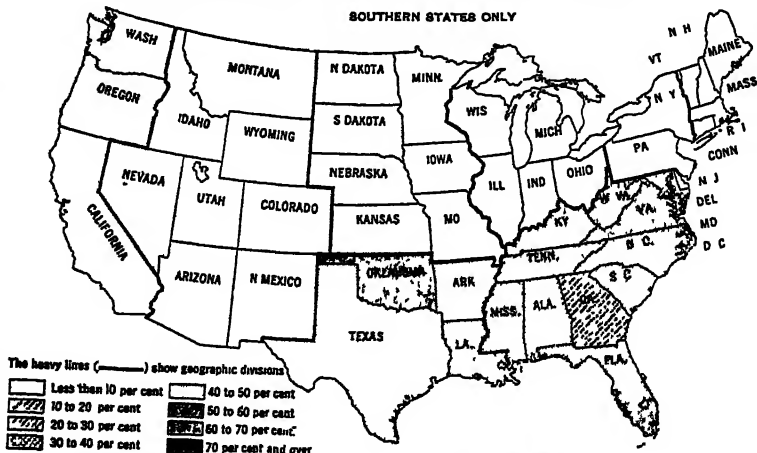 SOUTHERN STATES ONLY
WASH
OREGON
CALIFORNIA
NEVADA
IDAHO
MONTANA
WYOMING
UTAH
COLORADO
ARIZONA
N MEXICO
N DAKOTA
S DAKOTA
NEBRASKA
KANSAS
OKLAHOMA
TEXAS
MINN.
IOWA
MO
ARK
LA.
WIS
ILL
MICH
IND
OHIO
KY
TENN.
MISS.
ALA.
GA.
FLA.
S C
N C.
VA.
W VA.
PA
N Y
VT
N H
MAINE
MASS
R I
CONN
N J
DEL
MD
D C
The heavy lines (———) show geographic divisions
Less than 10 per cent
10 to 20 per cent
20 to 30 per cent
30 to 40 per cent
40 to 50 per cent
50 to 60 per cent
60 to 70 per cent.
70 per cent and over